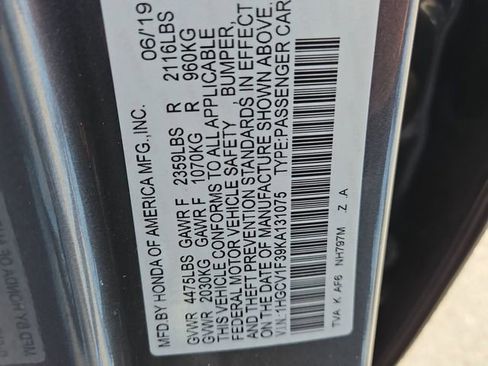 MFD BY HONDA OF AMERICA MFG., INC. 06/'19
GVWR 4475LBS GAWR F 2359LBS R 2116LBS
GVWR 2030KG GAWR F 1070KG R 960KG
THIS VEHICLE CONFORMS TO ALL APPLICABLE
FEDERAL MOTOR VEHICLE SAFETY, BUMPER,
AND THEFT PREVENTION STANDARDS IN EFFECT
ON THE DATE OF MANUFACTURE SHOWN ABOVE.
V.I.N.: 1HGCV1F39KA131075 TYPE:PASSENGER CAR
TVA K AF6 NH797M Z A